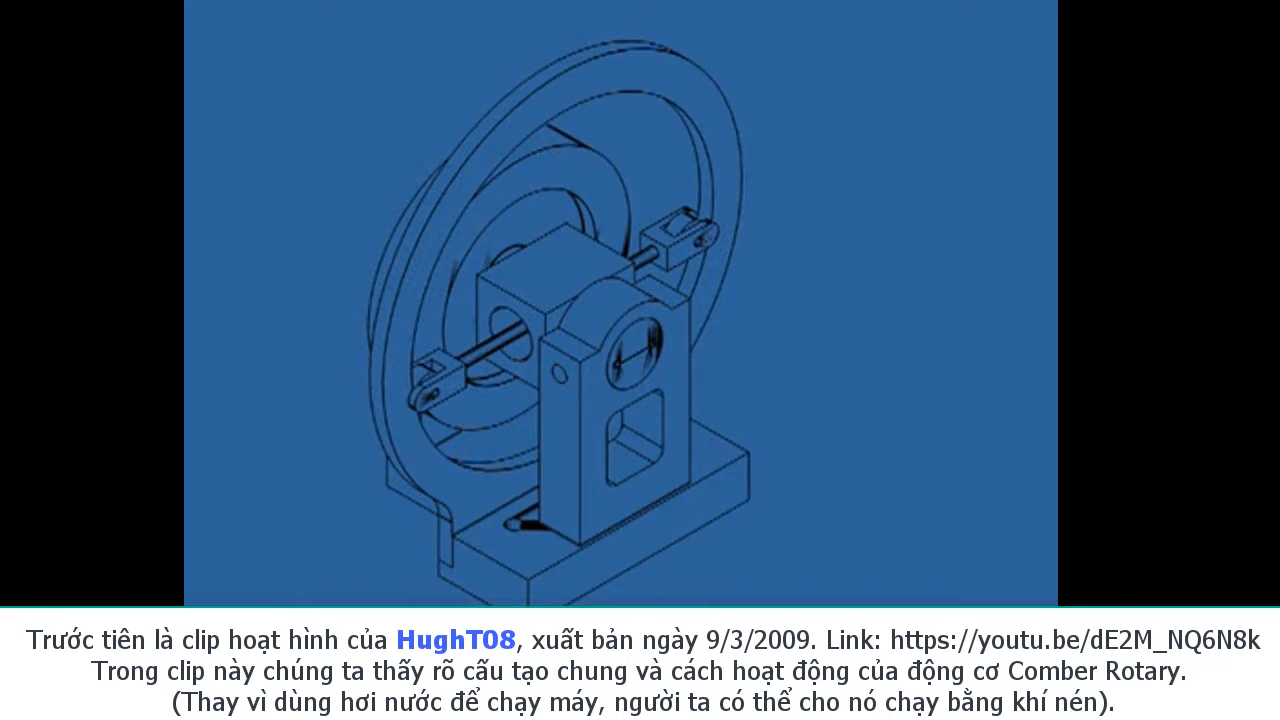 Trước tiên là clip hoạt hình của HughT08, xuất bản ngày 9/3/2009. Link: https://youtu.be/dE2M_NQ6N8k
Trong clip này chúng ta thấy rõ cấu tạo chung và cách hoạt động của động cơ Comber Rotary.
(Thay vì dùng hơi nước để chạy máy, người ta có thể cho nó chạy bằng khí nén).